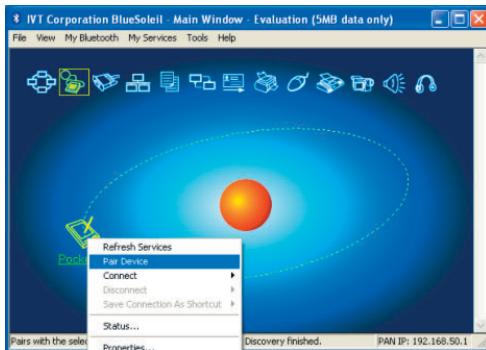 IVT Corporation BlueSoleil - Main Window - Evaluation (5MB data only)
File View My Bluetooth My Services Tools Help
Refresh Services
Pair Device
Connect
Disconnect
Save Connection As Shortcut
Status...
Properties...
Pocke
Pairs with the selec Discovery finished. PAN IP: 192.168.50.1